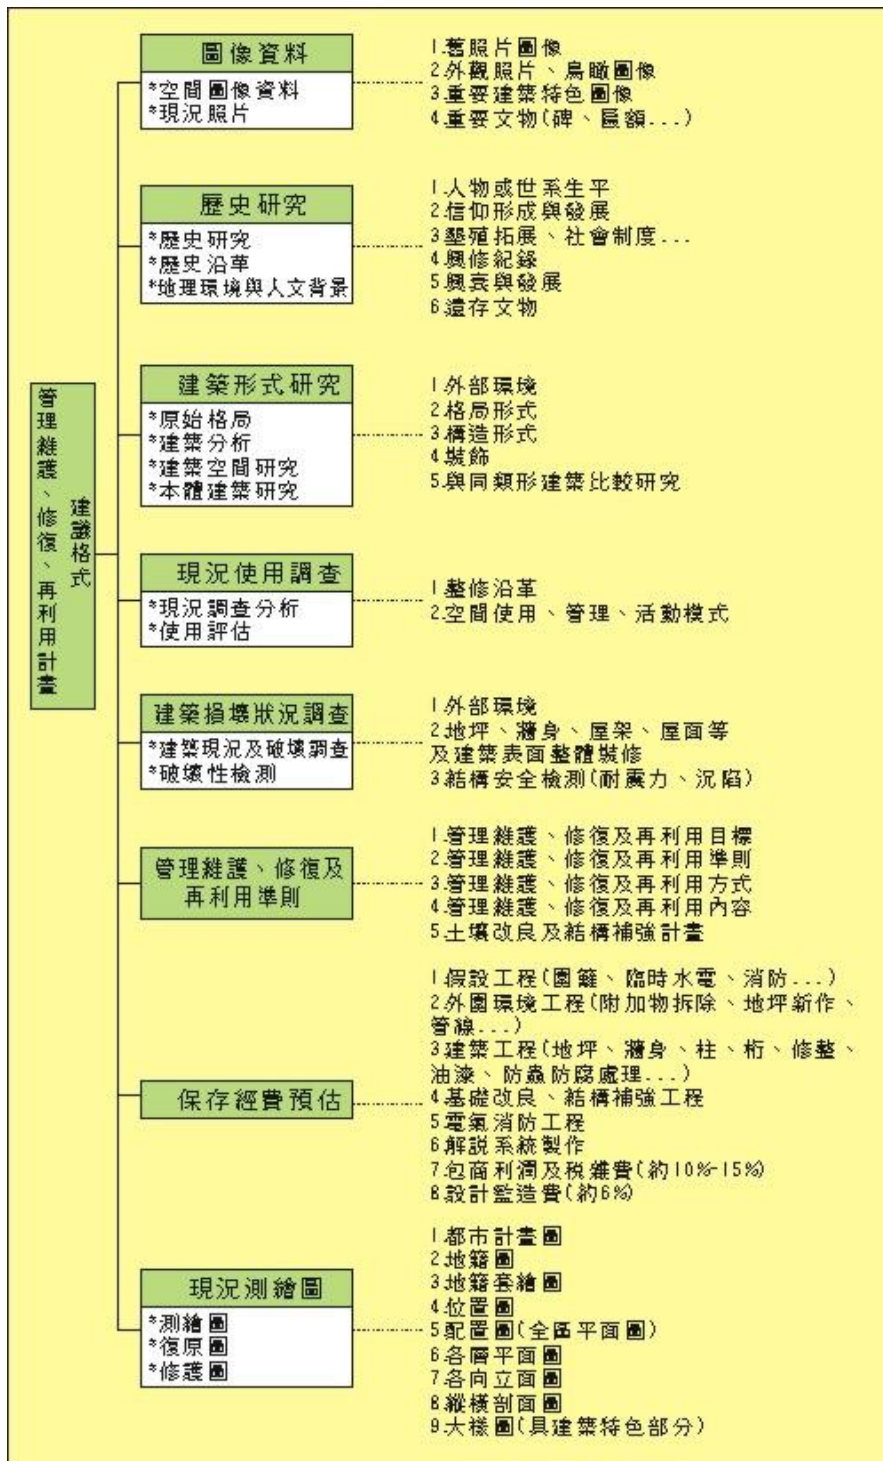 管理維護、修復、再利用計畫
建議格式
圖像資料
*空間圖像資料
*現況照片
1.舊照片圖像
2.外觀照片、鳥瞰圖像
3.重要建築特色圖像
4.重要文物(碑、匾額...)
歷史研究
*歷史研究
*歷史沿革
*地理環境與人文背景
1.人物或世系生平
2.信仰形成與發展
3.墾殖拓展、社會制度...
4.興修紀錄
5.興衰與發展
6.遺存文物
建築形式研究
*原始格局
*建築分析
*建築空間研究
*本體建築研究
1.外部環境
2.格局形式
3.構造形式
4.裝飾
5.與同類形建築比較研究
現況使用調查
*現況調查分析
*使用評估
1.整修沿革
2.空間使用、管理、活動模式
建築損壞狀況調查
*建築現況及破壞調查
*破壞性檢測
1.外部環境
2.地坪、牆身、屋架、屋面等
及建築表面整體裝修
3.結構安全檢測(耐震力、沉陷)
管理維護、修復及
再利用準則
1.管理維護、修復及再利用目標
2.管理維護、修復及再利用準則
3.管理維護、修復及再利用方式
4.管理維護、修復及再利用內容
5.土壤改良及結構補強計畫
保存經費預估
1.假設工程(圍籬、臨時水電、消防...)
2.外圍環境工程(附加物拆除、地坪新作、
管線...)
3.建築工程(地坪、牆身、柱、桁、修整、
油漆、防蟲防腐處理...)
4.基礎改良、結構補強工程
5.電氣消防工程
6.解說系統製作
7.包商利潤及稅雜費(約10%-15%)
8.設計監造費(約6%)
現況測繪圖
*測繪圖
*復原圖
*修護圖
1.都市計畫圖
2.地籍圖
3.地籍套繪圖
4.位置圖
5.配置圖(全區平面圖)
6.各層平面圖
7.各向立面圖
8.縱橫剖面圖
9.大樣圖(具建築特色部分)